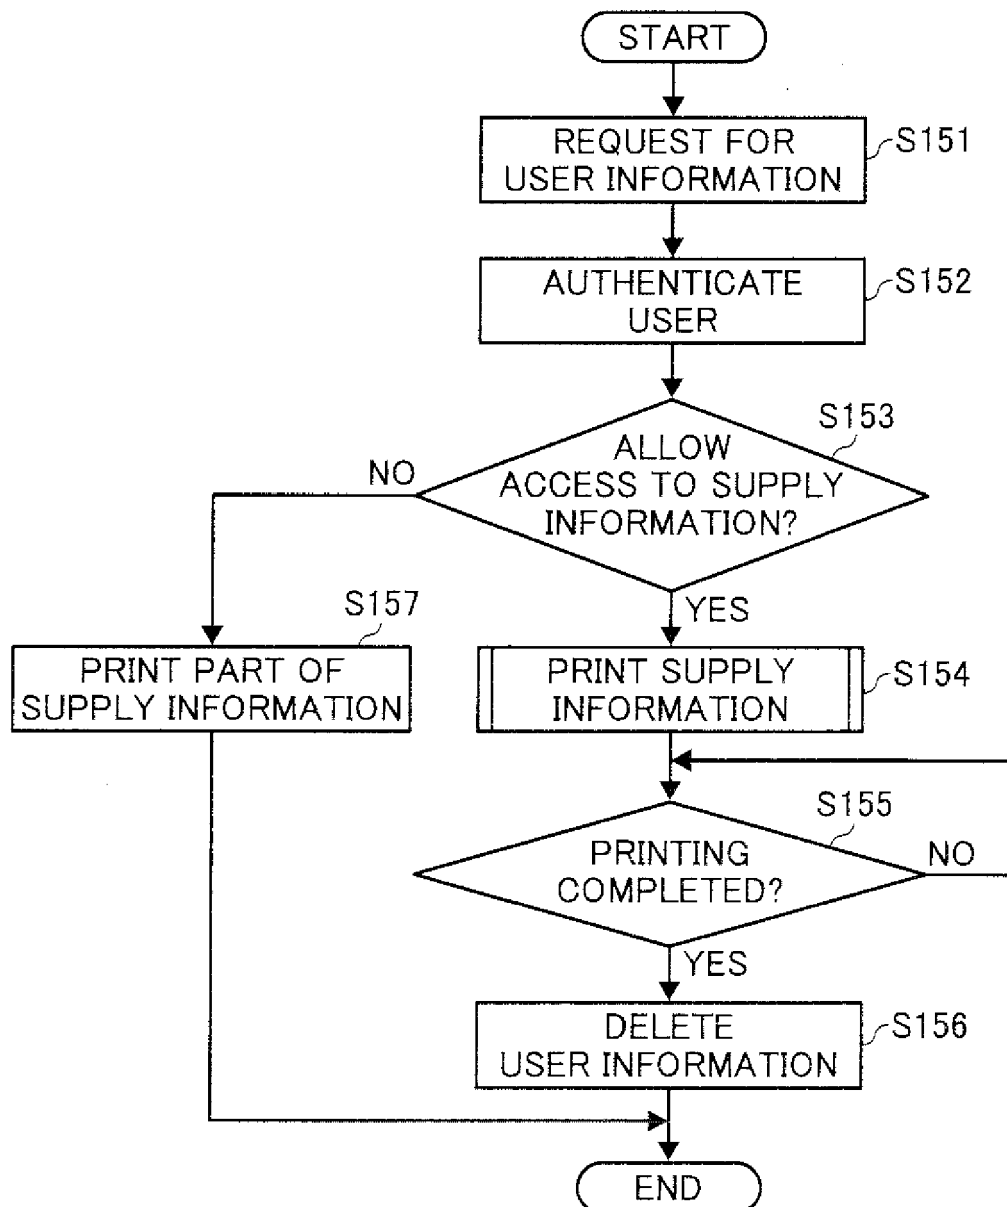 START
REQUEST FOR
USER INFORMATION
S151
AUTHENTICATE
USER
S152
S153
ALLOW
ACCESS TO SUPPLY
INFORMATION?
NO
YES
S157
PRINT PART OF
SUPPLY INFORMATION
PRINT SUPPLY
INFORMATION
S154
S155
PRINTING
COMPLETED?
NO
YES
DELETE
USER INFORMATION
S156
END